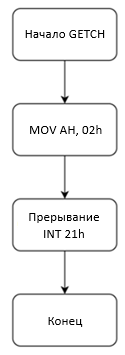 Начало GETCH
MOV AH, 02h
Прерывание
INT 21h
Конец